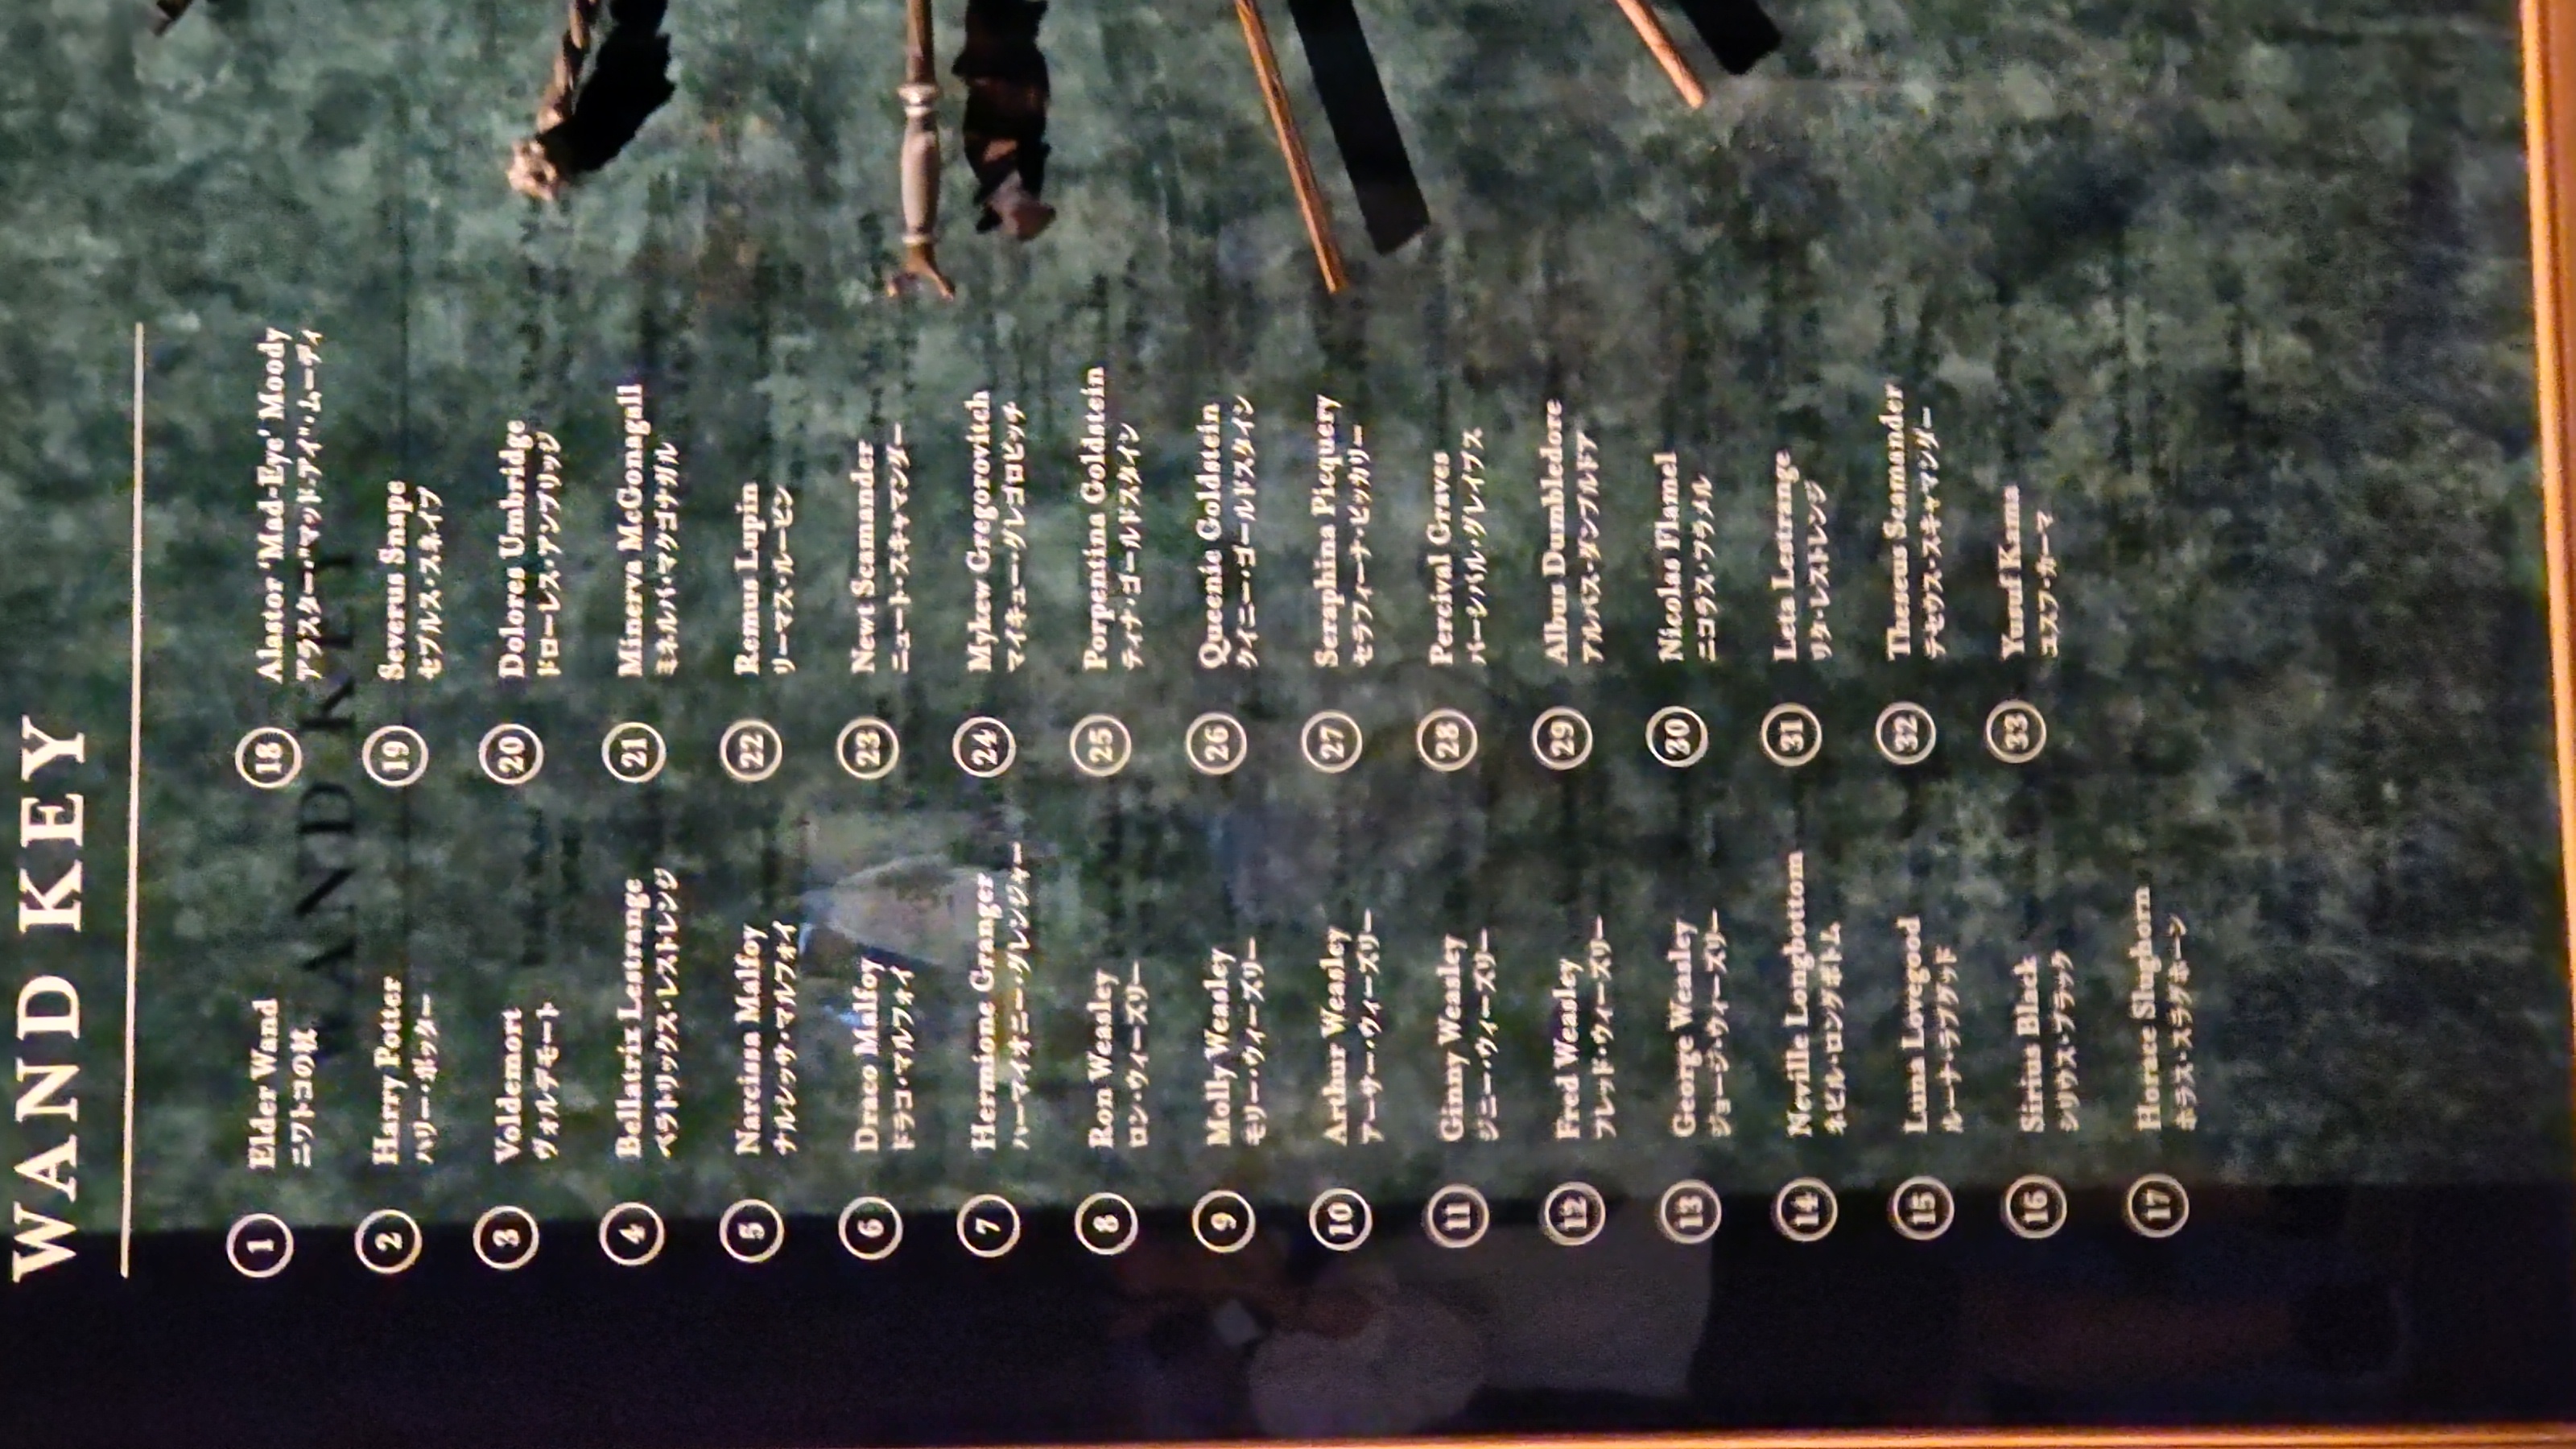 WAND KEY
1 Elder Wand
ニワトコの杖
2 Harry Potter
ハリー・ポッター
3 Voldemort
ヴォルデモート
4 Bellatrix Lestrange
ベラトリックス・レストレンジ
5 Narcissa Malfoy
ナルシッサ・マルフォイ
6 Draco Malfoy
ドラコ・マルフォイ
7 Hermione Granger
ハーマイオニー・グレンジャー
8 Ron Weasley
ロン・ウィーズリー
9 Molly Weasley
モリー・ウィーズリー
10 Arthur Weasley
アーサー・ウィーズリー
11 Ginny Weasley
ジニー・ウィーズリー
12 Fred Weasley
フレッド・ウィーズリー
13 George Weasley
ジョージ・ウィーズリー
14 Neville Longbottom
ネビル・ロングボトム
15 Luna Lovegood
ルーナ・ラブグッド
16 Sirius Black
シリウス・ブラック
17 Horace Slughorn
ホラス・スラグホーン
18 Alastor ‘Mad-Eye’ Moody
アラスター・"マッド-アイ"・ムーディ
19 Severus Snape
セブルス・スネイプ
20 Dolores Umbridge
ドローレス・アンブリッジ
21 Minerva McGonagall
ミネルバ・マクゴナガル
22 Remus Lupin
リーマス・ルーピン
23 Newt Scamander
ニュート・スキャマンダー
24 Mykew Gregorovitch
マイキュー・グレゴロビッチ
25 Porpentina Goldstein
ティナ・ゴールドスタイン
26 Queenie Goldstein
クイニー・ゴールドスタイン
27 Seraphina Picquery
セラフィーナ・ピッカリー
28 Percival Graves
パーシバル・グレイブス
29 Albus Dumbledore
アルバス・ダンブルドア
30 Nicolas Flamel
ニコラス・フラメル
31 Leta Lestrange
リタ・レストレンジ
32 Theseus Scamander
テセウス・スキャマンダー
33 Yusuf Kama
ユスフ・カーマ